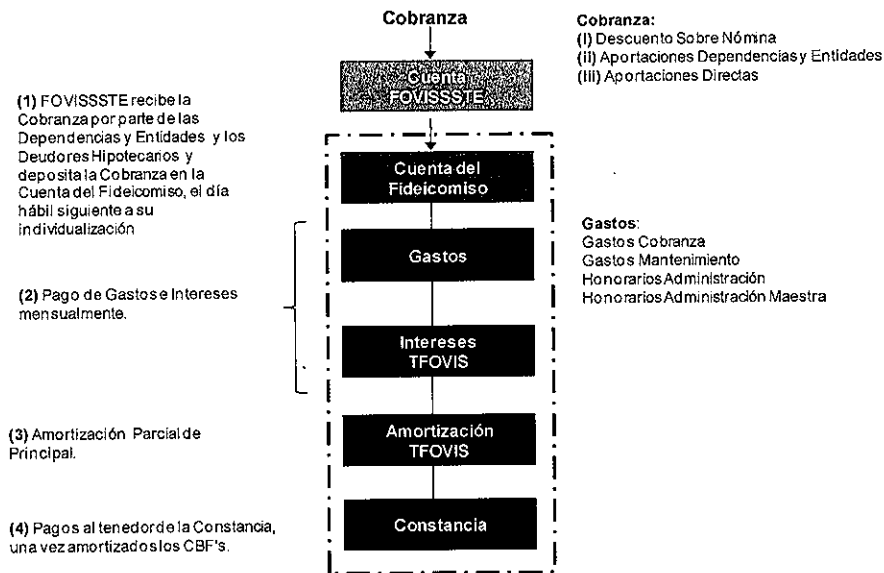 Cobranza
Cobranza:
(i) Descuento Sobre Nómina
(ii) Aportaciones Dependencias y Entidades
(iii) Aportaciones Directas
Cuenta
FOVISSSTE
(1) FOVISSSTE recibe la
Cobranza por parte de las
Dependencias y Entidades y los
Deudores Hipotecarios y
deposita la Cobranza en la
Cuenta del Fideicomiso, el día
hábil siguiente a su
individualización
Cuenta del
Fideicomiso
Gastos
Gastos:
Gastos Cobranza
Gastos Mantenimiento
Honorarios Administración
Honorarios Administración Maestra
(2) Pago de Gastos e Intereses
mensualmente.
Intereses
TFOVIS
(3) Amortización Parcial de
Principal.
Amortización
TFOVIS
(4) Pagos al tenedor de la Constancia,
una vez amortizados los CBF's.
Constancia